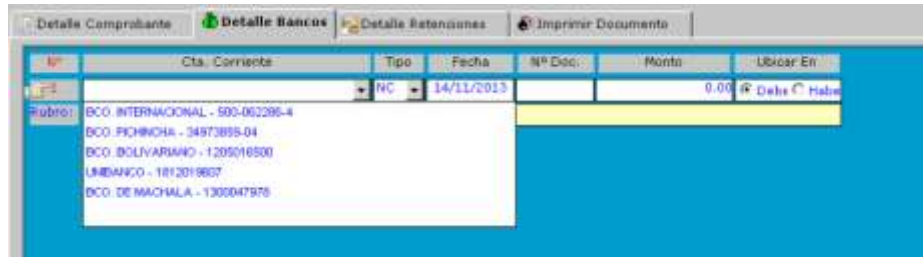 Detalle Comprobante Detalle Bancos Detalle Retenciones Imprimir Documento
Nº Cta. Corriente Tipo Fecha Nº Doc. Monto Ubicar En
NC 14/11/2013 0.00 Debe Habe
Rubro:
BCO. INTERNACIONAL - 500-062286-4
BCO. PICHINCHA - 34973855-04
BCO. BOLIVARIANO - 1205016500
UNIBANCO - 1812019607
BCO. DE MACHALA - 1300047978